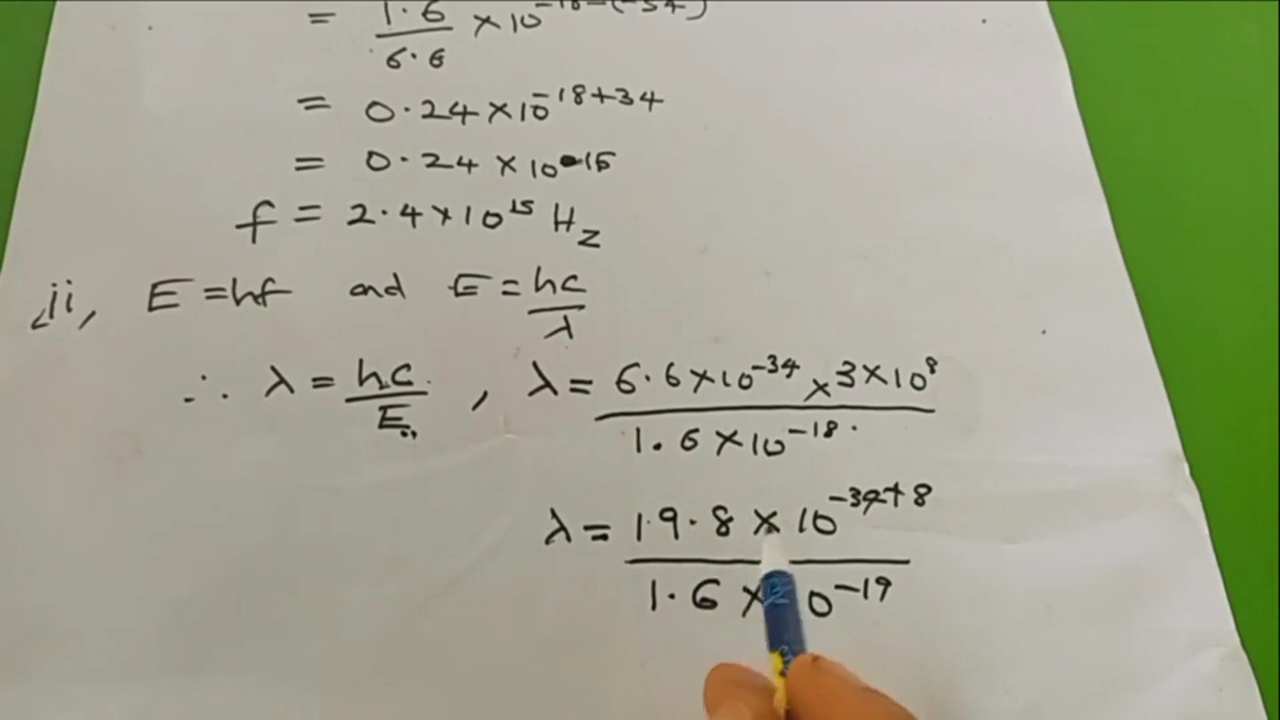 = 1.6/6.6 × 10^-18-(-34)
= 0.24 × 10^-18+34
= 0.24 × 10^16
f = 2.4 × 10^15 Hz
ii, E = hf and E = hc/λ
∴ λ = hc/E, λ = 6.6 × 10^-34 × 3 × 10^8 / 1.6 × 10^-18
λ = 19.8 × 10^-34+8 / 1.6 × 10^-19